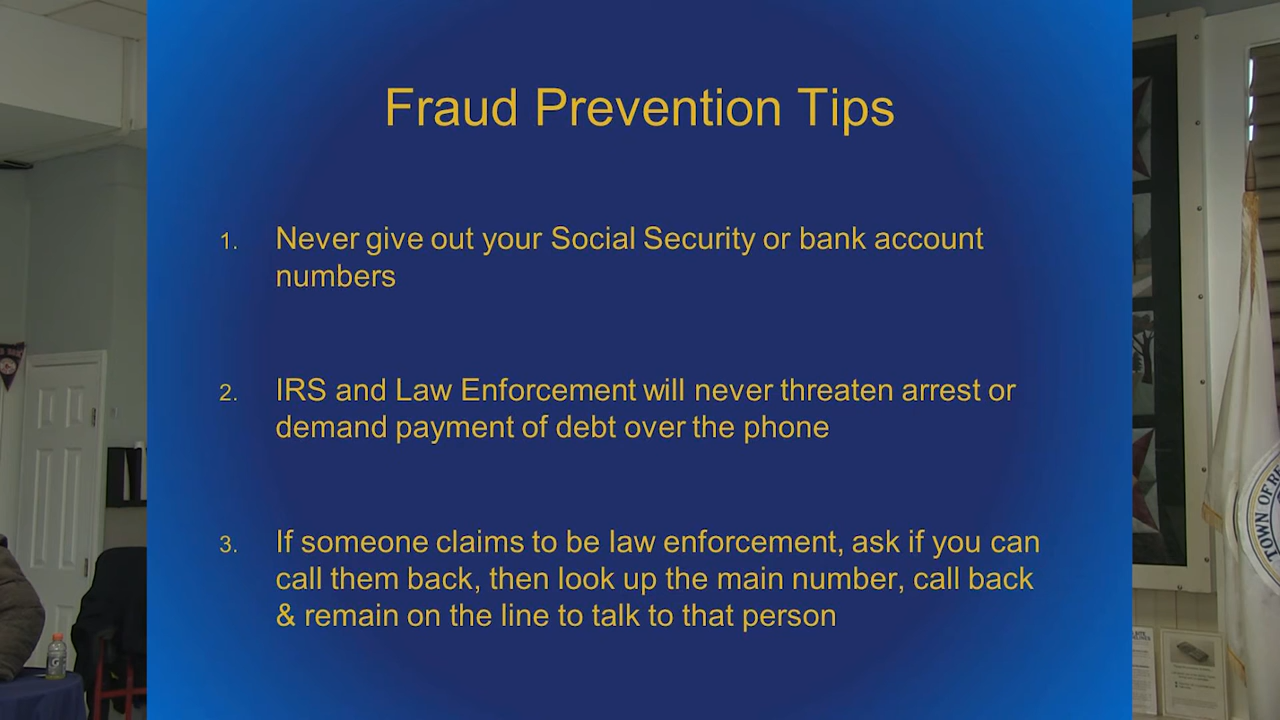 Fraud Prevention Tips
1. Never give out your Social Security or bank account
numbers
2. IRS and Law Enforcement will never threaten arrest or
demand payment of debt over the phone
3. If someone claims to be law enforcement, ask if you can
call them back, then look up the main number, call back
& remain on the line to talk to that person
TOWN OF RE